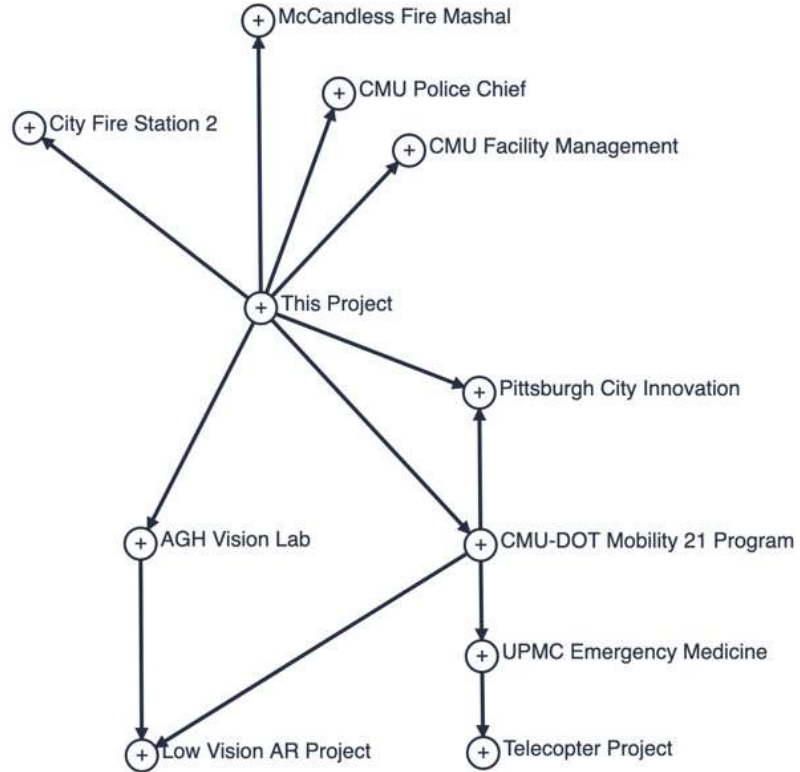 McCandless Fire Mashal
CMU Police Chief
City Fire Station 2
CMU Facility Management
This Project
Pittsburgh City Innovation
AGH Vision Lab
CMU-DOT Mobility 21 Program
UPMC Emergency Medicine
Low Vision AR Project
Telecopter Project